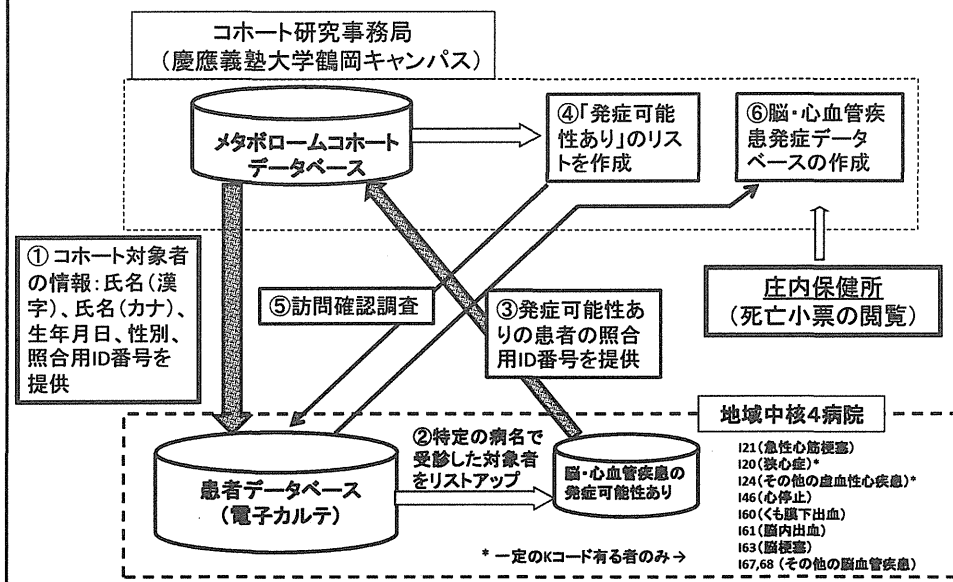 コホート研究事務局
(慶應義塾大学鶴岡キャンパス)
メタボロームコホート
データベース
④「発症可能
性あり」のリス
トを作成
⑥脳・心血管疾
患発症データ
ベースの作成
① コホート対象者
の情報:氏名(漢
字)、氏名(カナ)、
生年月日、性別、
照合用ID番号を
提供
⑤訪問確認調査
③発症可能性あ
りの患者の照合
用ID番号を提供
庄内保健所
(死亡小票の閲覧)
地域中核4病院
患者データベース
(電子カルテ)
②特定の病名で
受診した対象者
をリストアップ
脳・心血管疾患の
発症可能性あり
I21(急性心筋梗塞)
I20(狭心症)*
I24(その他の虚血性心疾患)*
I46(心停止)
I60(くも膜下出血)
I61(脳内出血)
I63(脳梗塞)
I67,68(その他の脳血管疾患)
* 一定のKコード有る者のみ→